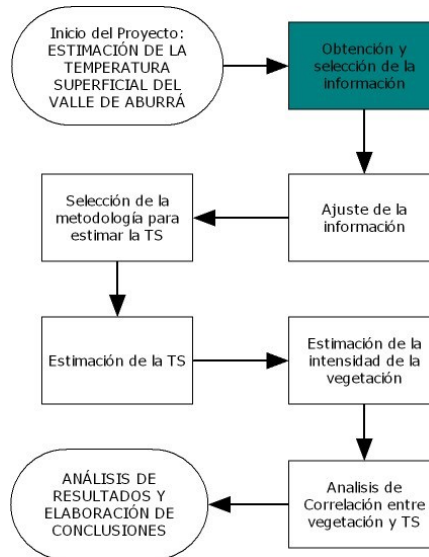 Inicio del Proyecto:
ESTIMACIÓN DE LA
TEMPERATURA
SUPERFICIAL DEL
VALLE DE ABURRÁ
Obtención y
selección de la
información
Ajuste de la
información
Selección de la
metodología para
estimar la TS
Estimación de la TS
Estimación de la
intensidad de la
vegetación
Analisis de
Correlación entre
vegetación y TS
ANÁLISIS DE
RESULTADOS Y
ELABORACIÓN DE
CONCLUSIONES